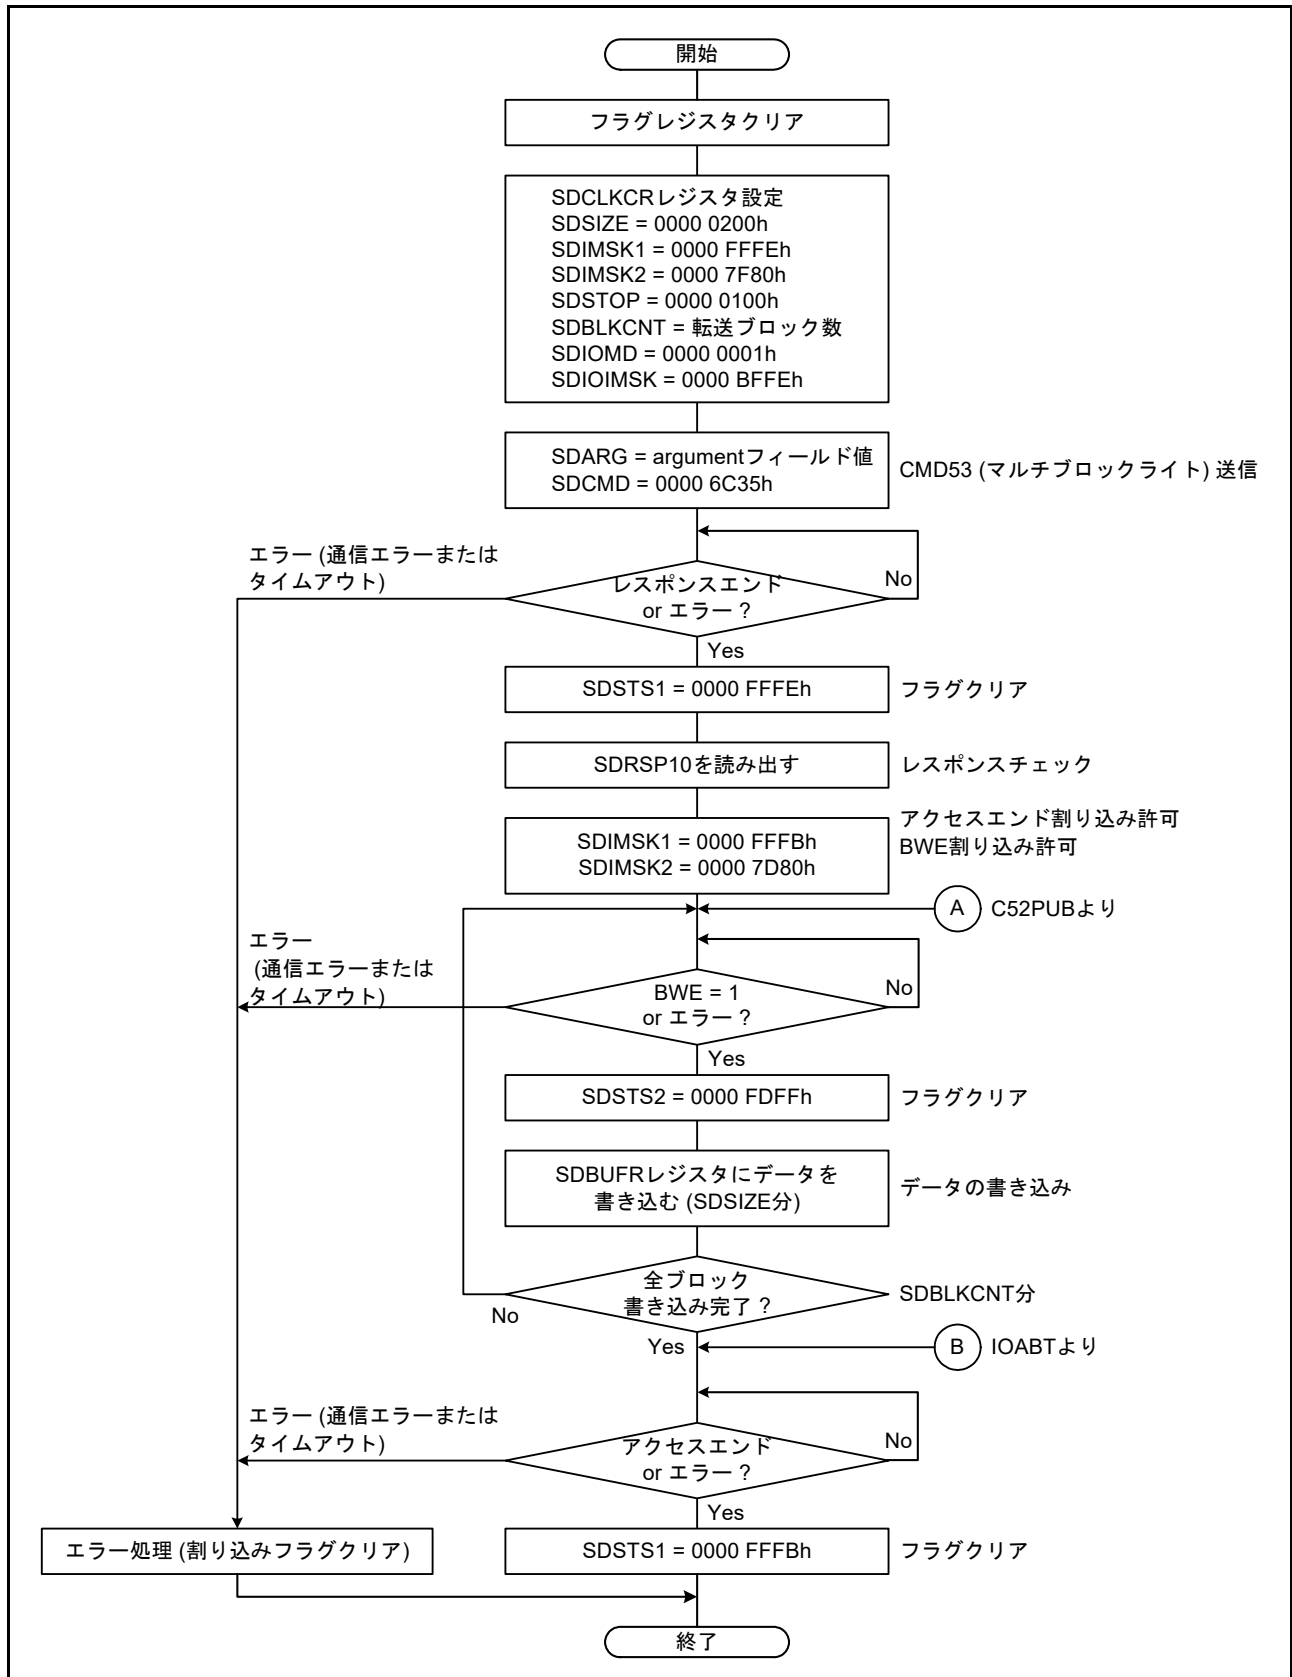 開始
フラグレジスタクリア
SDCLKCRレジスタ設定
SDSIZE = 0000 0200h
SDIMSK1 = 0000 FFFEh
SDIMSK2 = 0000 7F80h
SDSTOP = 0000 0100h
SDBLKCNT = 転送ブロック数
SDIOMD = 0000 0001h
SDIOIMSK = 0000 BFFEh
SDARG = argumentフィールド値
SDCMD = 0000 6C35h
CMD53 (マルチブロックライト) 送信
エラー (通信エラーまたは
タイムアウト)
レスポンスエンド
or エラー ?
No
Yes
SDSTS1 = 0000 FFFEh
フラグクリア
SDRSP10を読み出す
レスポンスチェック
SDIMSK1 = 0000 FFFBh
SDIMSK2 = 0000 7D80h
アクセスエンド割り込み許可
BWE割り込み許可
A
C52PUBより
エラー
(通信エラーまたは
タイムアウト)
BWE = 1
or エラー ?
No
Yes
SDSTS2 = 0000 FDFFh
フラグクリア
SDBUFRレジスタにデータを
書き込む (SDSIZE分)
データの書き込み
全ブロック
書き込み完了 ?
SDBLKCNT分
No
Yes
B
IOABTより
エラー (通信エラーまたは
タイムアウト)
アクセスエンド
or エラー ?
No
Yes
エラー処理 (割り込みフラグクリア)
SDSTS1 = 0000 FFFBh
フラグクリア
終了